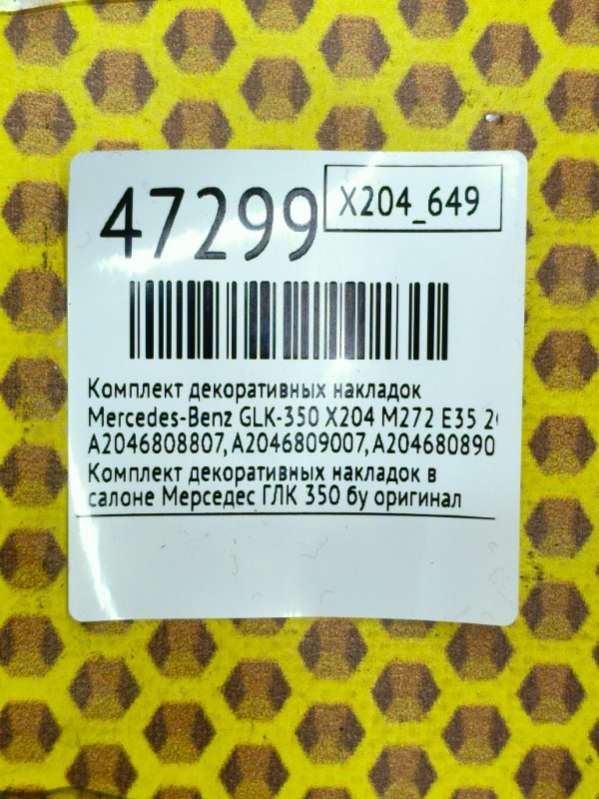 47299
X204_649
Комплект декоративных накладок
Mercedes-Benz GLK-350 X204 M272 E35
A2046808807, A2046809007, A204680890
Комплект декоративных накладок в
салоне Мерседес ГЛК 350 бу оригинал